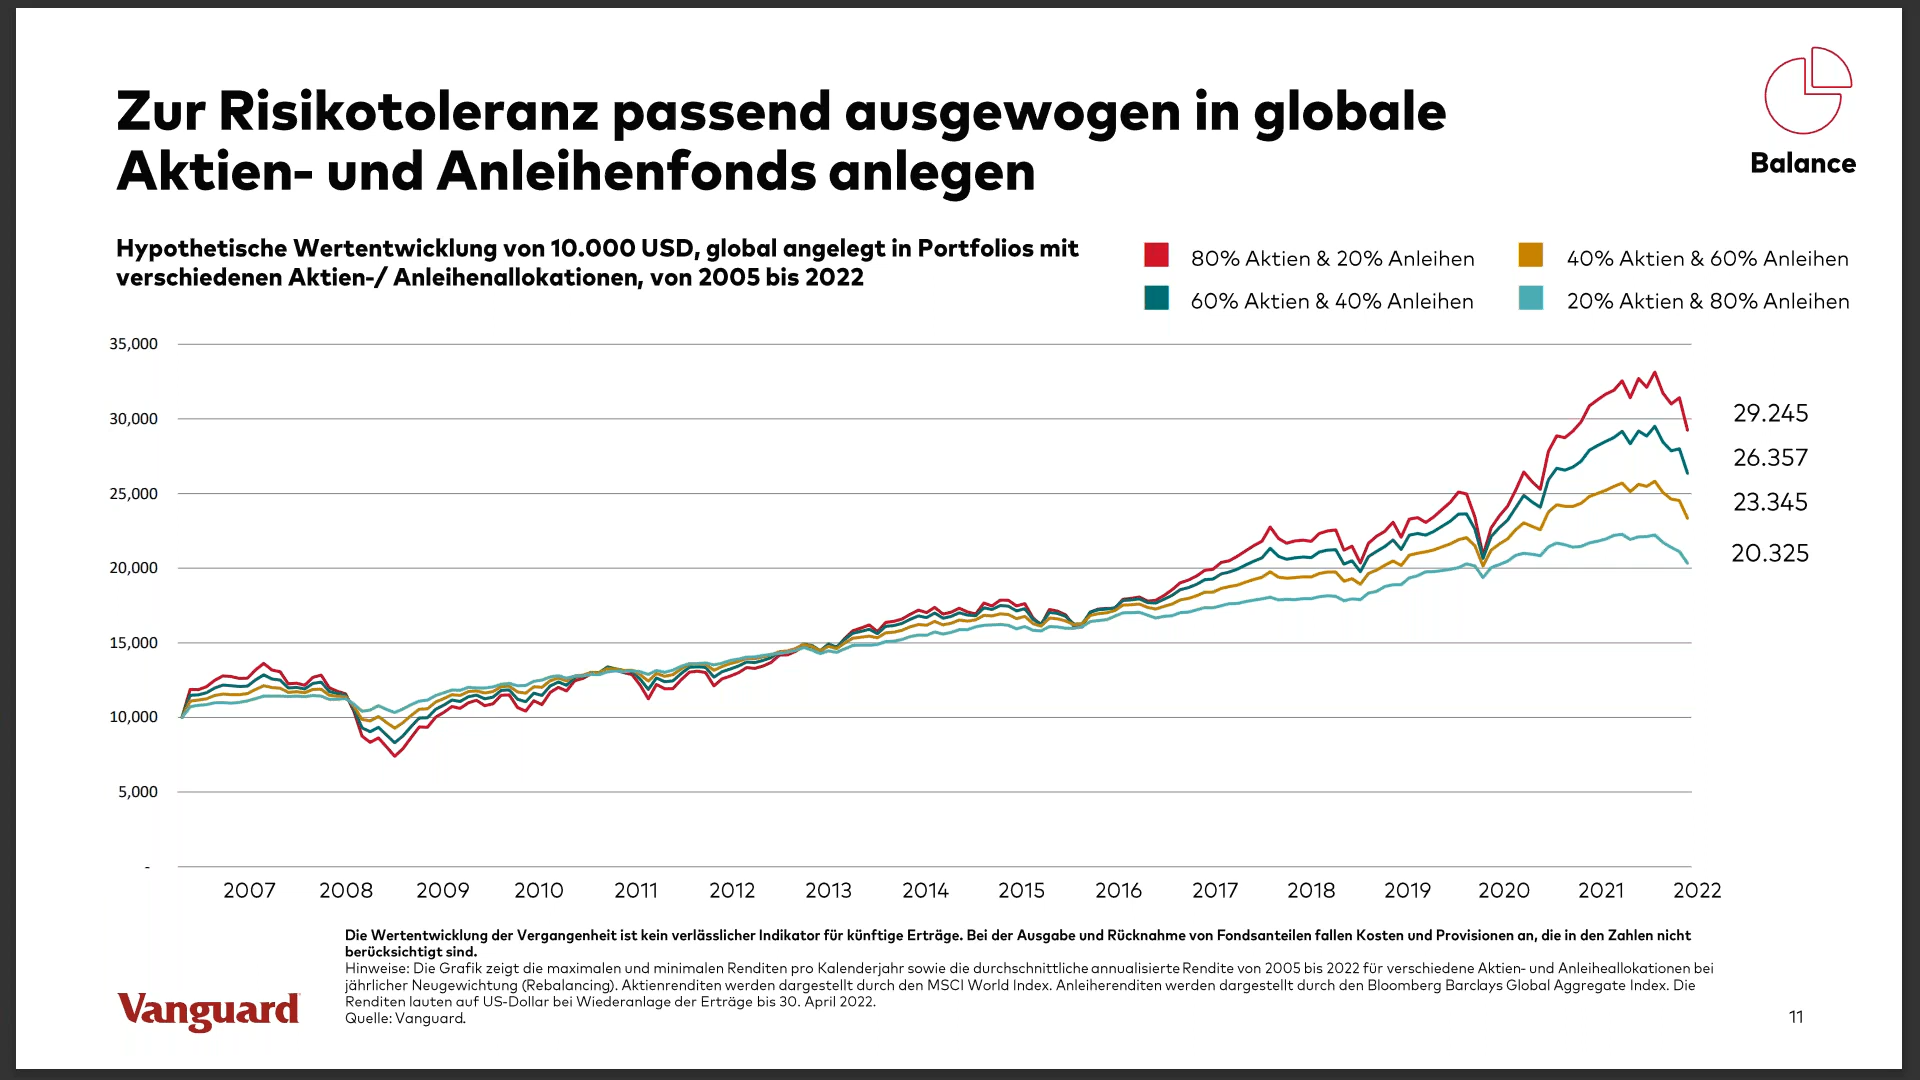 Zur Risikotoleranz passend ausgewogen in globale
Aktien- und Anleihenfonds anlegen
Balance
Hypothetische Wertentwicklung von 10.000 USD, global angelegt in Portfolios mit
verschiedenen Aktien-/ Anleihenallokationen, von 2005 bis 2022
80% Aktien & 20% Anleihen
40% Aktien & 60% Anleihen
60% Aktien & 40% Anleihen
20% Aktien & 80% Anleihen
35,000
30,000
25,000
20,000
15,000
10,000
5,000
-
29.245
26.357
23.345
20.325
2007 2008 2009 2010 2011 2012 2013 2014 2015 2016 2017 2018 2019 2020 2021 2022
Die Wertentwicklung der Vergangenheit ist kein verlässlicher Indikator für künftige Erträge. Bei der Ausgabe und Rücknahme von Fondsanteilen fallen Kosten und Provisionen an, die in den Zahlen nicht
berücksichtigt sind.
Hinweise: Die Grafik zeigt die maximalen und minimalen Renditen pro Kalenderjahr sowie die durchschnittliche annualisierte Rendite von 2005 bis 2022 für verschiedene Aktien- und Anleiheallokationen bei
jährlicher Neugewichtung (Rebalancing). Aktienrenditen werden dargestellt durch den MSCI World Index. Anleiherenditen werden dargestellt durch den Bloomberg Barclays Global Aggregate Index. Die
Renditen lauten auf US-Dollar bei Wiederanlage der Erträge bis 30. April 2022.
Quelle: Vanguard.
Vanguard
11